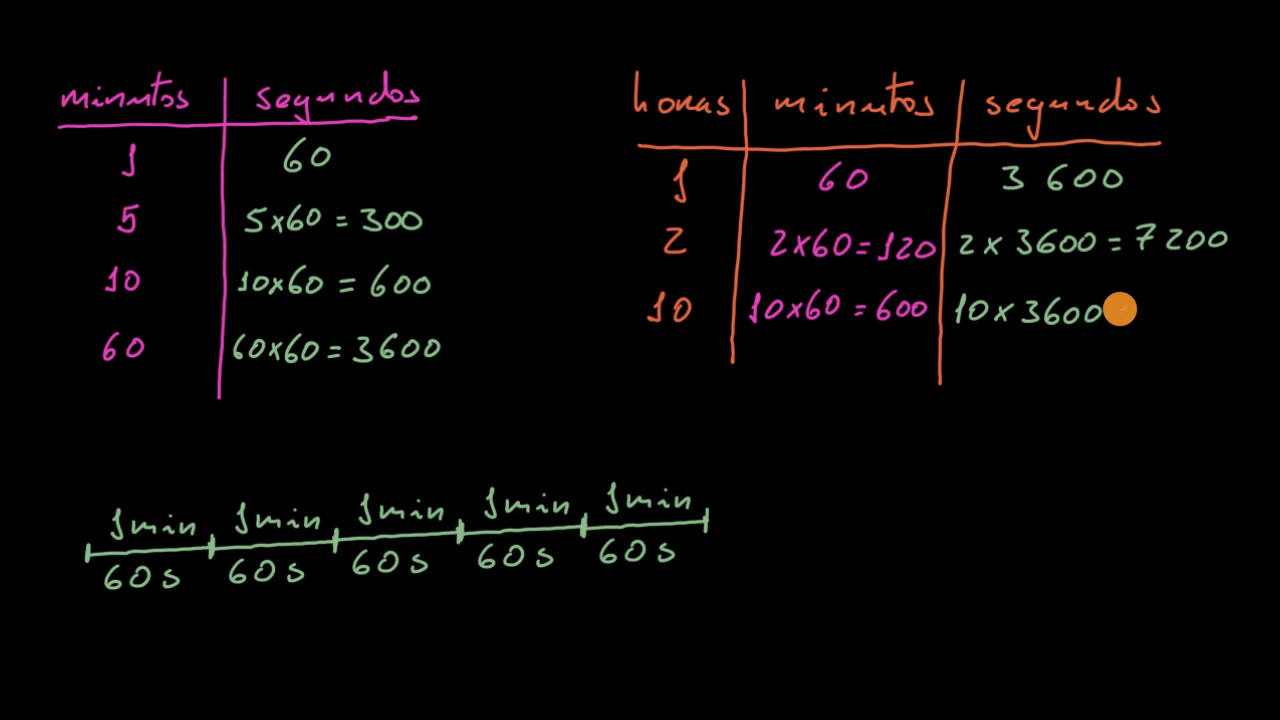 minutos segundos
1 60
5 5x60 = 300
10 10x60 = 600
60 60x60 = 3600
horas minutos segundos
1 60 3 600
2 2x60=120 2 x 3600 = 7 200
10 10x60 = 600 10 x 3600
1min 1min 1min 1min 1min
60s 60s 60s 60s 60s